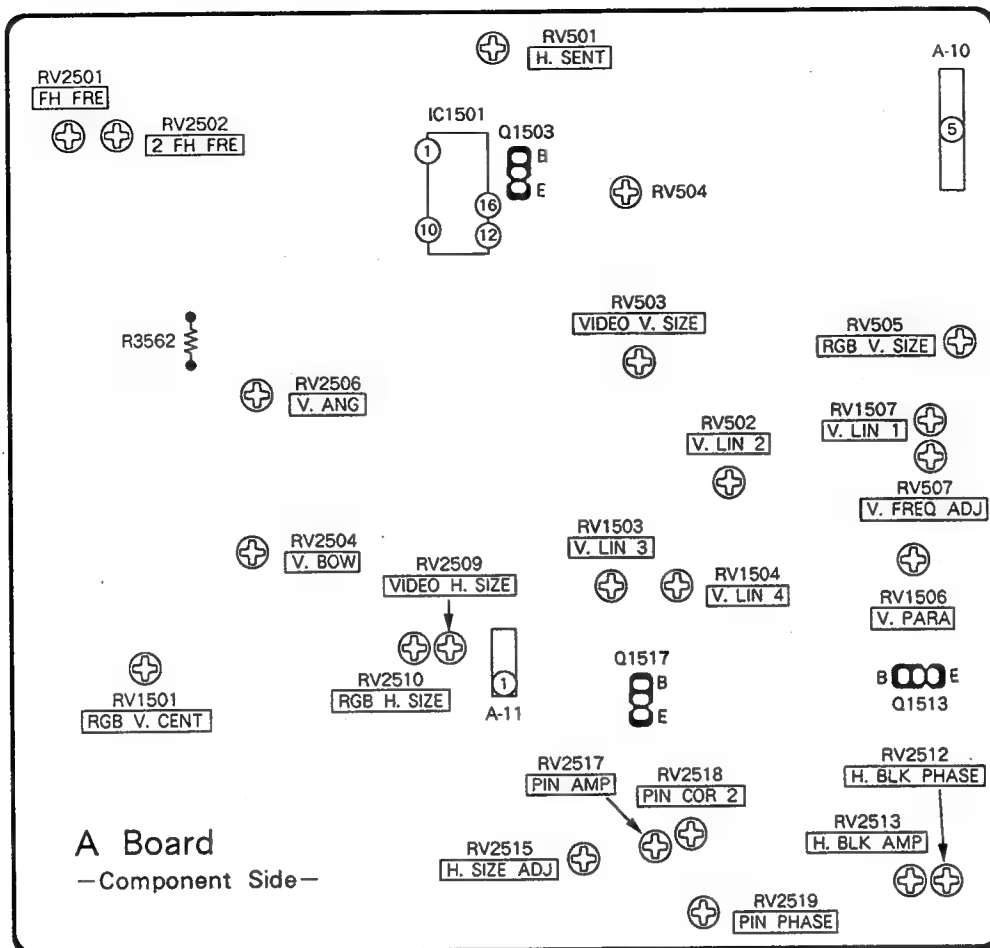 RV501
H. SENT
A-10
RV2501
FH FRE
RV2502
2 FH FRE
IC1501
Q1503
1
B
E
5
RV504
16
10
12
RV503
VIDEO V. SIZE
RV505
RGB V. SIZE
R3562
RV2506
V. ANG
RV1507
V. LIN 1
RV502
V. LIN 2
RV507
V. FREQ ADJ
RV2504
V. BOW
RV2509
VIDEO H. SIZE
RV1503
V. LIN 3
RV1504
V. LIN 4
RV1506
V. PARA
RV1501
RGB V. CENT
RV2510
RGB H. SIZE
1
A-11
Q1517
B
E
B E
Q1513
RV2517
PIN AMP
RV2518
PIN COR 2
RV2512
H. BLK PHASE
RV2513
H. BLK AMP
RV2515
H. SIZE ADJ
RV2519
PIN PHASE
A Board
—Component Side—